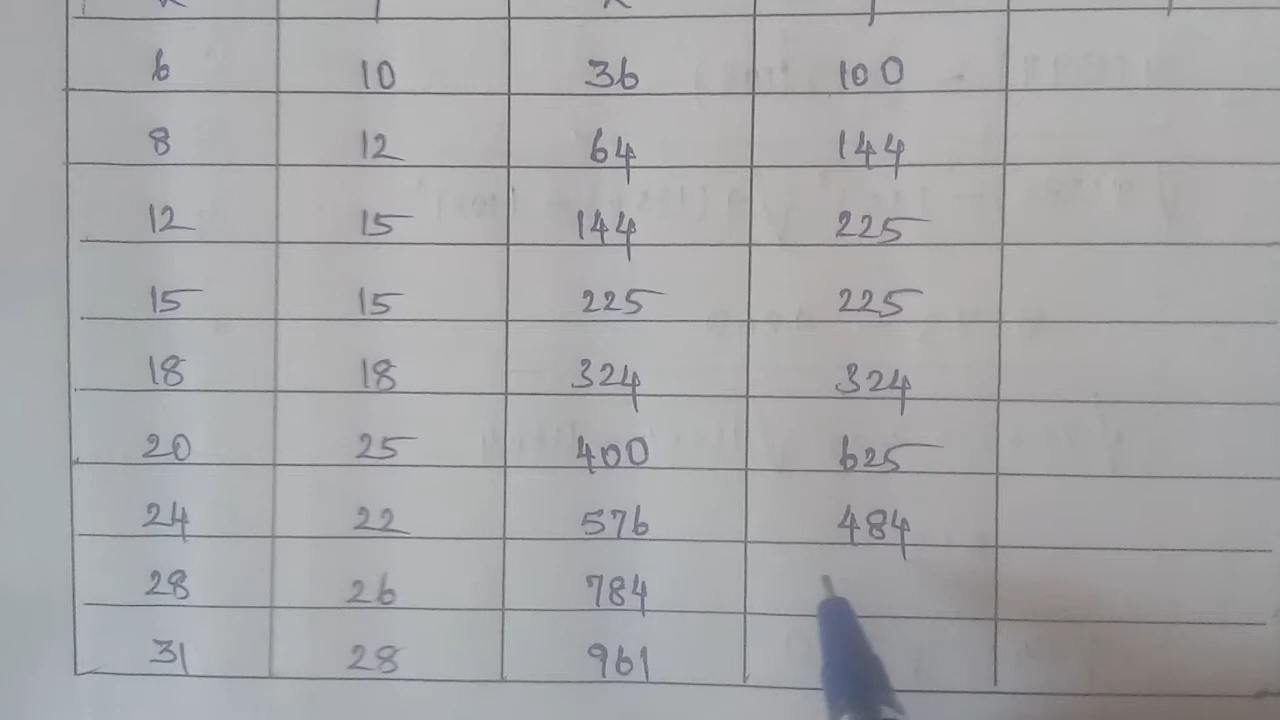 6 10 36 100
8 12 64 144
12 15 144 225
15 15 225 225
18 18 324 324
20 25 400 625
24 22 576 484
28 26 784
31 28 961